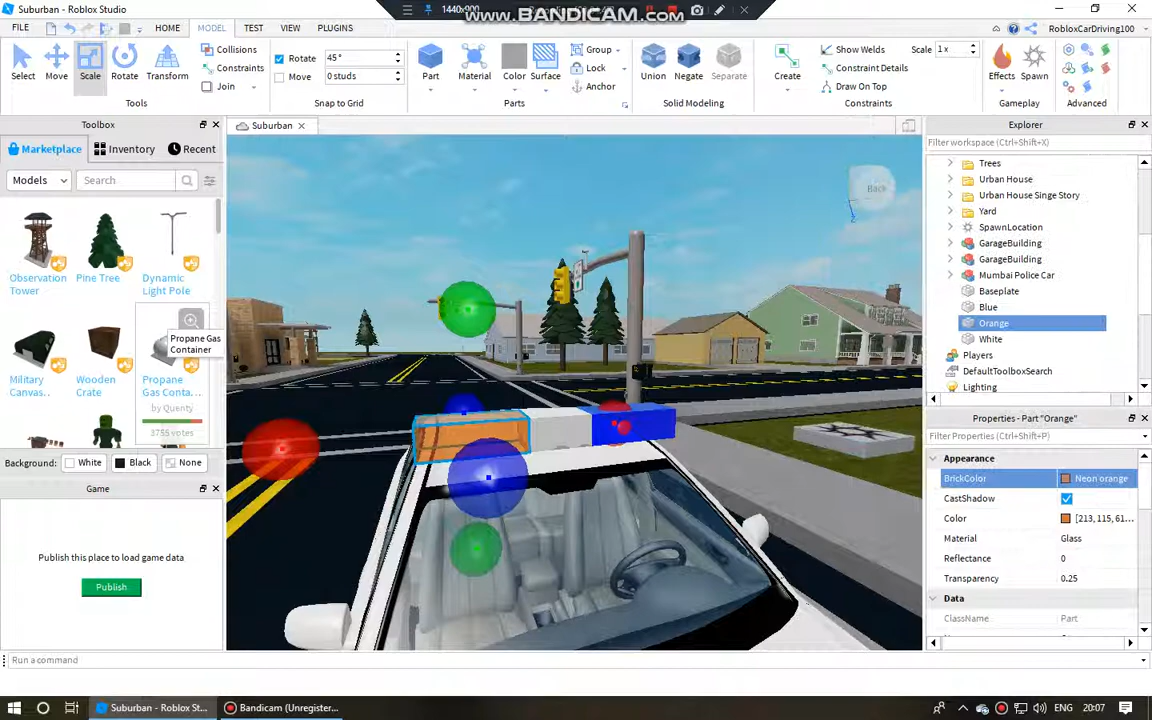 Suburban - Roblox Studio
1440x900
www.BANDICAM.com
FILE HOME MODEL TEST VIEW PLUGINS
RobloxCarDriving100
Select Move Scale Rotate Transform
Collisions
Constraints
Join
Rotate 45°
Move 0 studs
Part Material Color Surface
Group
Lock
Anchor
Union Negate Separate
Create
Show Welds Scale 1 x
Constraint Details
Draw On Top
Effects Spawn
Tools Snap to Grid Parts Solid Modeling Constraints Gameplay Advanced
Toolbox
Marketplace Inventory Recent
Models Search
Observation Tower
Pine Tree
Dynamic Light Pole
Propane Gas Container
Military Canvas...
Wooden Crate
Propane Gas Conta...
by Quenty
3755 votes
Background: White Black None
Game
Publish this place to load game data
Publish
Suburban
Back
Explorer
Filter workspace (Ctrl+Shift+X)
Trees
Urban House
Urban House Singe Story
Yard
SpawnLocation
GarageBuilding
GarageBuilding
Mumbai Police Car
Baseplate
Blue
Orange
White
Players
DefaultToolboxSearch
Lighting
Properties - Part "Orange"
Filter Properties (Ctrl+Shift+P)
Appearance
BrickColor Neon orange
CastShadow
Color [213, 115, 61...
Material Glass
Reflectance 0
Transparency 0.25
Data
ClassName Part
Run a command
Suburban - Roblox St...
Bandicam (Unregister...
ENG 20:07